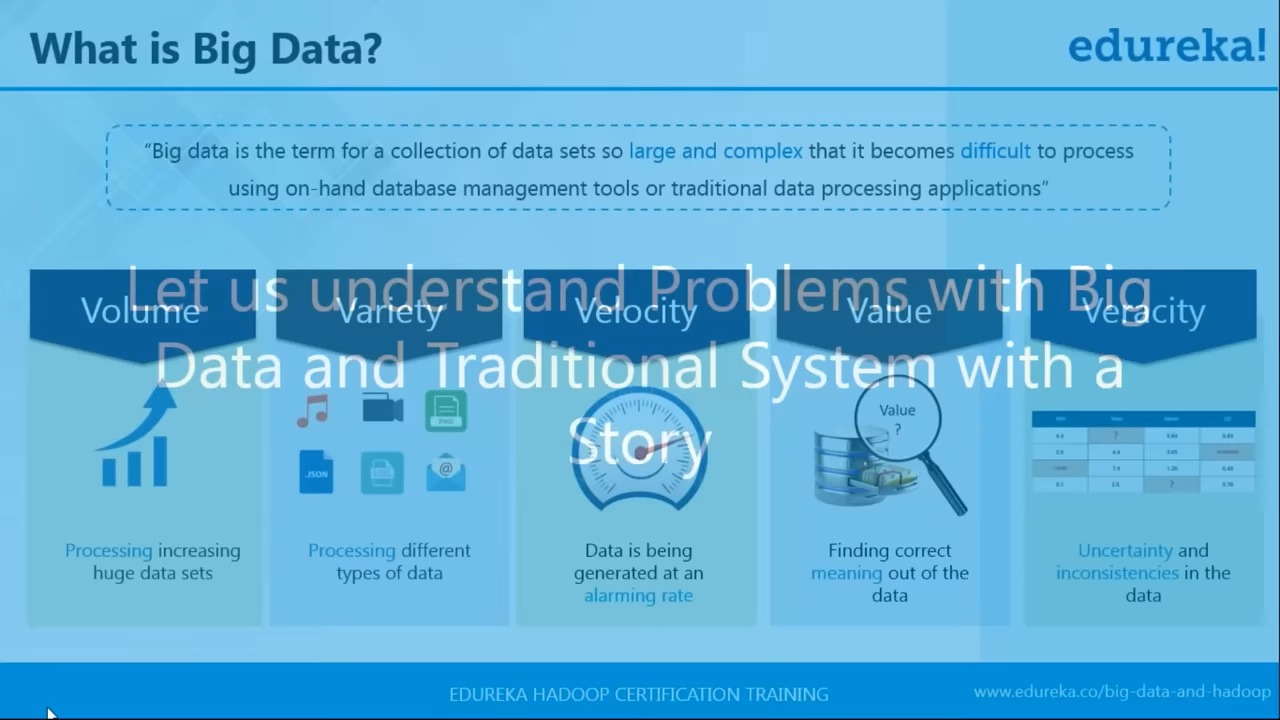 What is Big Data?
edureka!
“Big data is the term for a collection of data sets so large and complex that it becomes difficult to process
using on-hand database management tools or traditional data processing applications”
Let us understand Problems with Big
Data and Traditional System with a
Story
Volume
Variety
Velocity
Value
Veracity
.JSON
@
Value
?
?
?
Processing increasing
huge data sets
Processing different
types of data
Data is being
generated at an
alarming rate
Finding correct
meaning out of the
data
Uncertainty and
inconsistencies in the
data
EDUREKA HADOOP CERTIFICATION TRAINING
www.edureka.co/big-data-and-hadoop